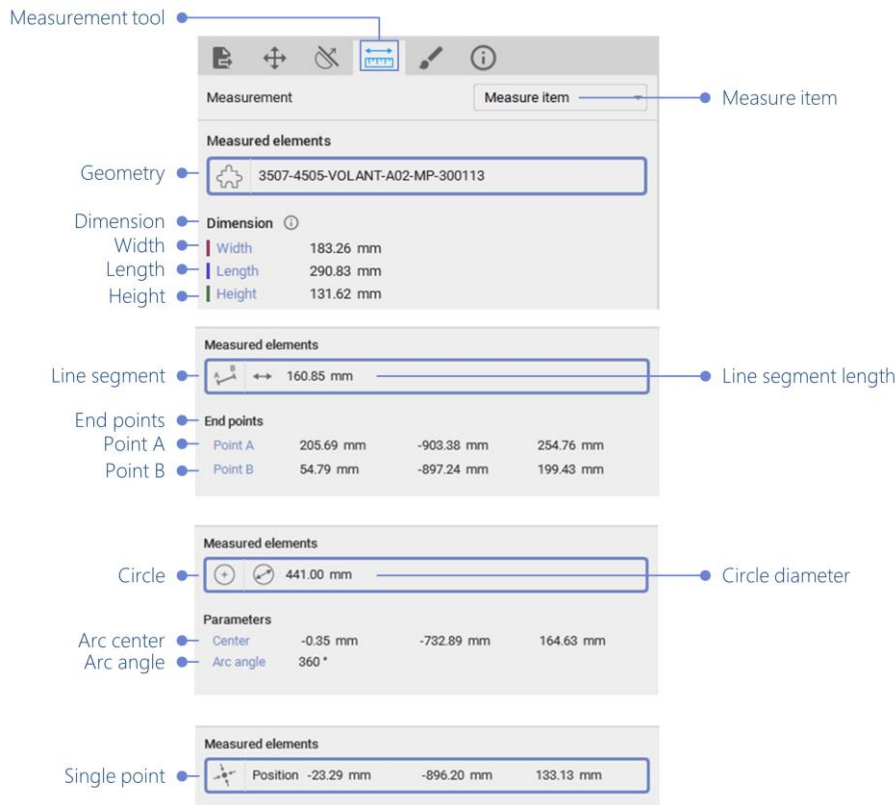 Measurement tool
Measurement Measure item Measure item
Measured elements
Geometry 3507-4505-VOLANT-A02-MP-300113
Dimension Dimension
Width Width 183.26 mm
Length Length 290.83 mm
Height Height 131.62 mm
Measured elements
Line segment A B 160.85 mm Line segment length
End points End points
Point A Point A 205.69 mm -903.38 mm 254.76 mm
Point B Point B 54.79 mm -897.24 mm 199.43 mm
Measured elements
Circle 441.00 mm Circle diameter
Parameters
Arc center Center -0.35 mm -732.89 mm 164.63 mm
Arc angle Arc angle 360 °
Measured elements
Single point Position -23.29 mm -896.20 mm 133.13 mm